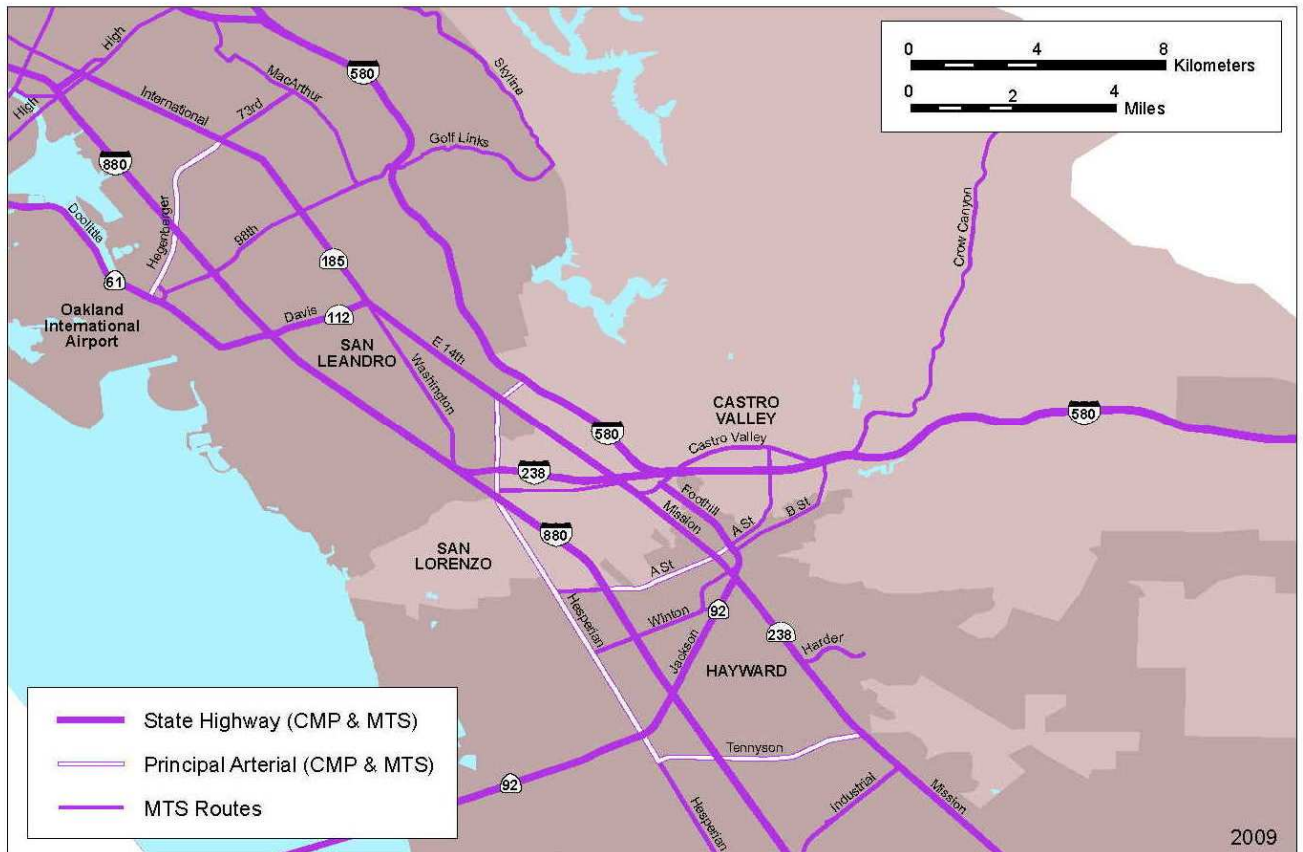 0 4 8
Kilometers
0 2 4
Miles
High
580
Skyline
MacArthur
International
73rd
High
Golf Links
880
Crow Canyon
Doolittle
Hegenberger
98th
185
61
Oakland
International
Airport
Davis
112
SAN
LEANDRO
E 14th
Washington
CASTRO
VALLEY
580
580
Castro Valley
238
Foothill
Mission
A St
B St
880
SAN
LORENZO
A St
Hesperian
Winton
92
238
Harder
Jackson
HAYWARD
State Highway (CMP & MTS)
Principal Arterial (CMP & MTS)
MTS Routes
Tennyson
92
Hesperian
Industrial
Mission
2009